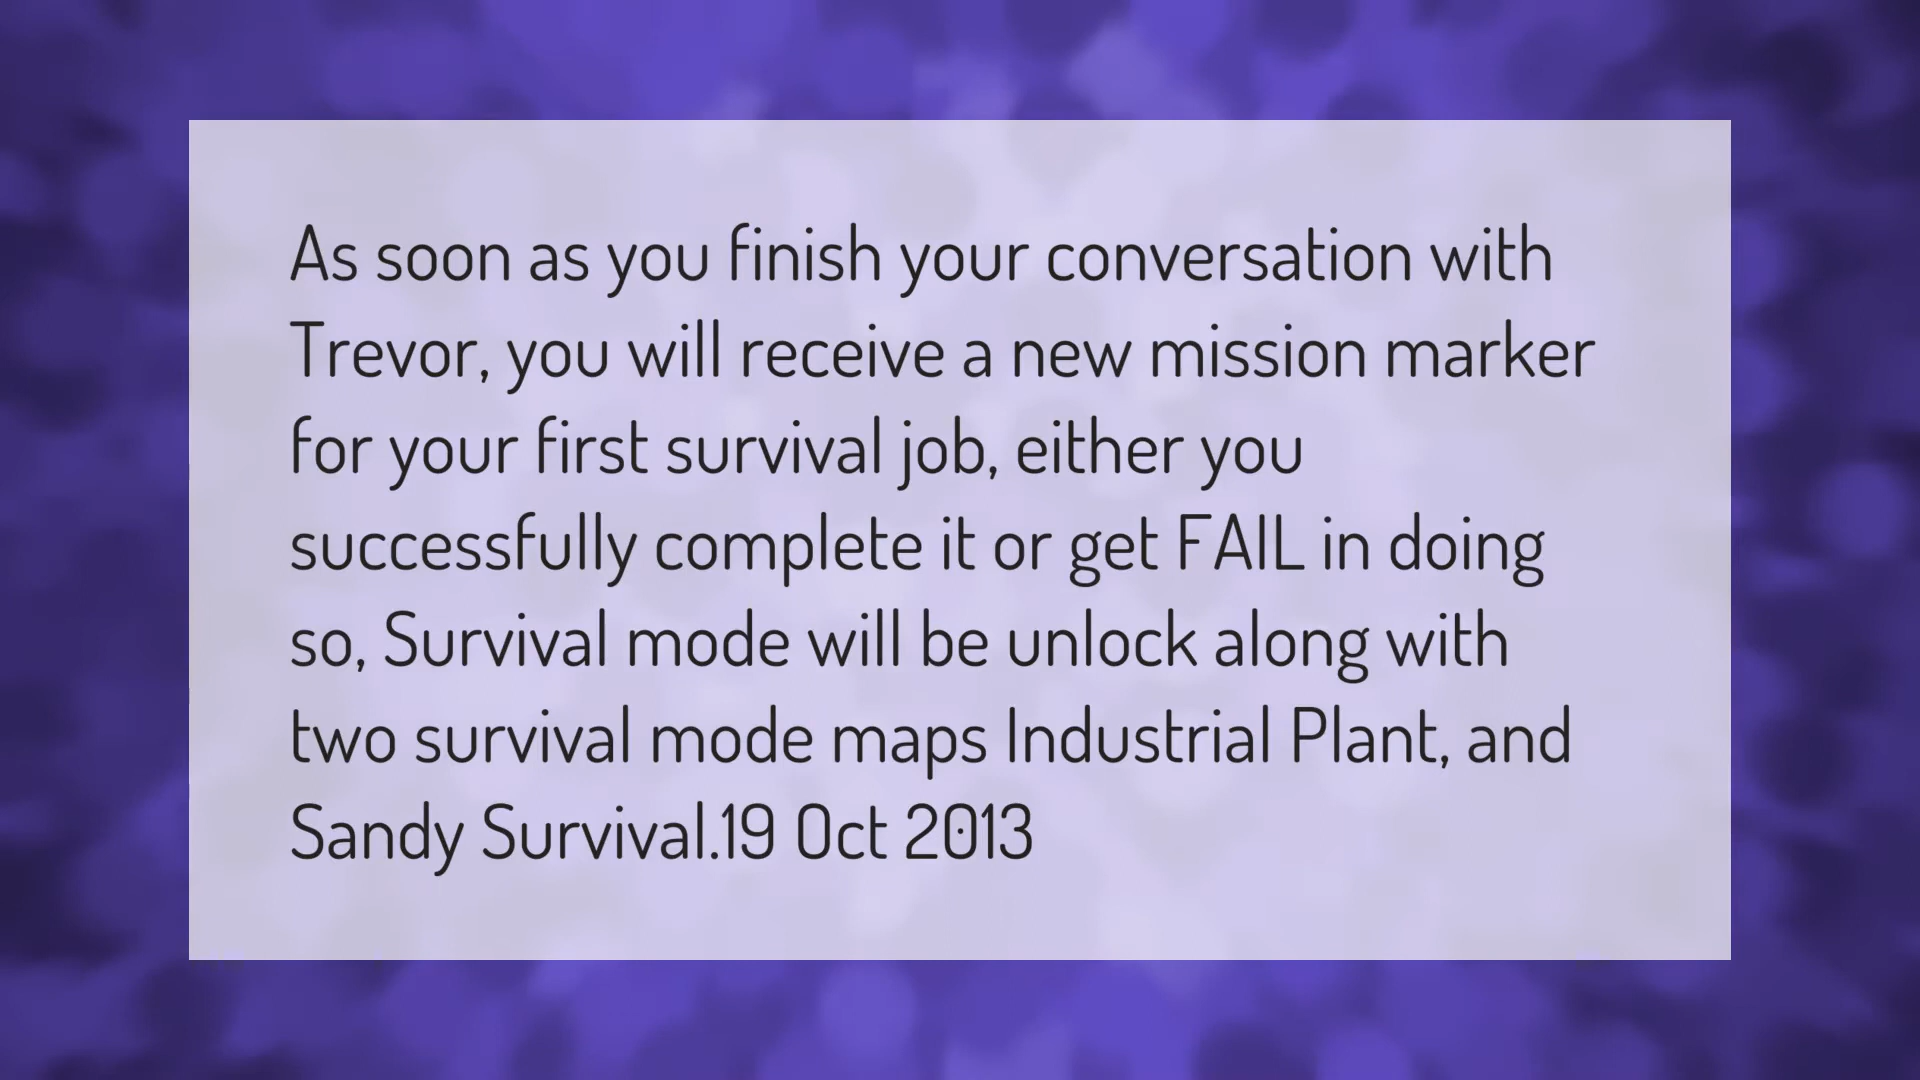 As soon as you finish your conversation with
Trevor, you will receive a new mission marker
for your first survival job, either you
successfully complete it or get FAIL in doing
so, Survival mode will be unlock along with
two survival mode maps Industrial Plant, and
Sandy Survival.19 Oct 2013